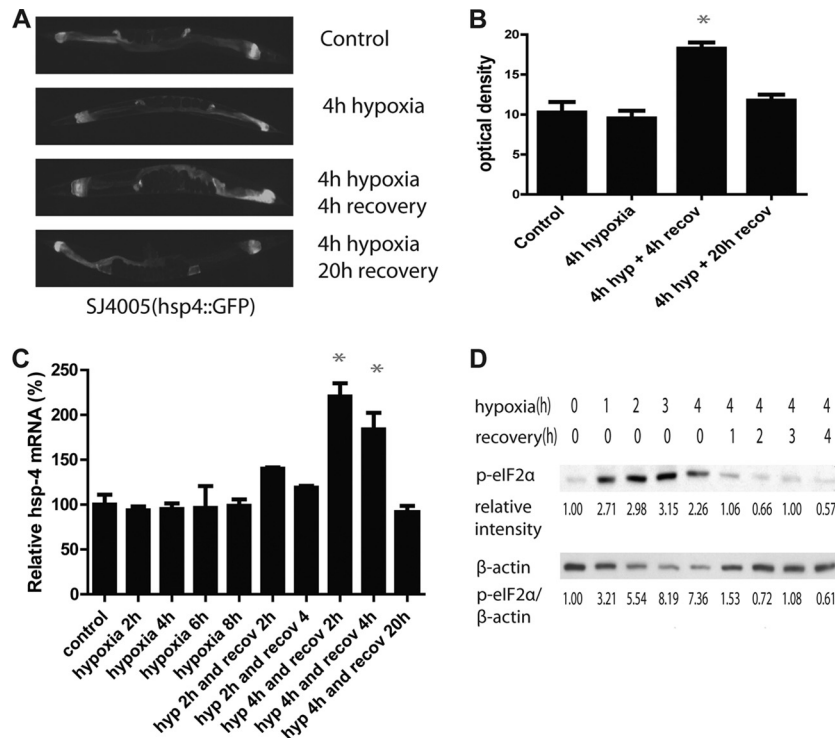 A
Control
4h hypoxia
4h hypoxia
4h recovery
4h hypoxia
20h recovery
SJ4005(hsp4::GFP)
B
*
optical density
20
15
10
5
0
Control
4h hypoxia
4h hyp + 4h recov
4h hyp + 20h recov
C
* *
Relative hsp-4 mRNA (%)
250
200
150
100
50
0
control
hypoxia 2h
hypoxia 4h
hypoxia 6h
hypoxia 8h
hyp 2h and recov 2h
hyp 2h and recov 4
hyp 4h and recov 2h
hyp 4h and recov 4h
hyp 4h and recov 20h
D
hypoxia(h) 0 1 2 3 4 4 4 4 4
recovery(h) 0 0 0 0 0 1 2 3 4
p-eIF2α
relative
intensity
1.00 2.71 2.98 3.15 2.26 1.06 0.66 1.00 0.57
β-actin
p-eIF2α/
β-actin
1.00 3.21 5.54 8.19 7.36 1.53 0.72 1.08 0.61